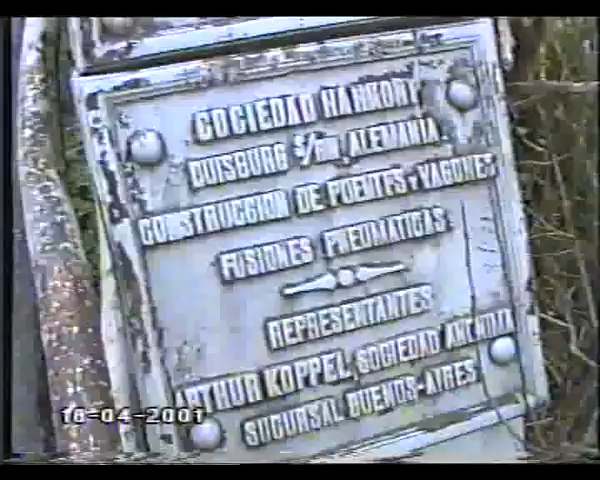 SOCIEDAD HARKORT
DUISBURG S/RH, ALEMANIA.
CONSTRUCCION DE PUENTES Y VAGONES
FUSIONES PNEUMATICAS.
REPRESENTANTES
ARTHUR KOPPEL, SOCIEDAD ANONIMA
SUCURSAL BUENOS-AIRES.
16-04-2001